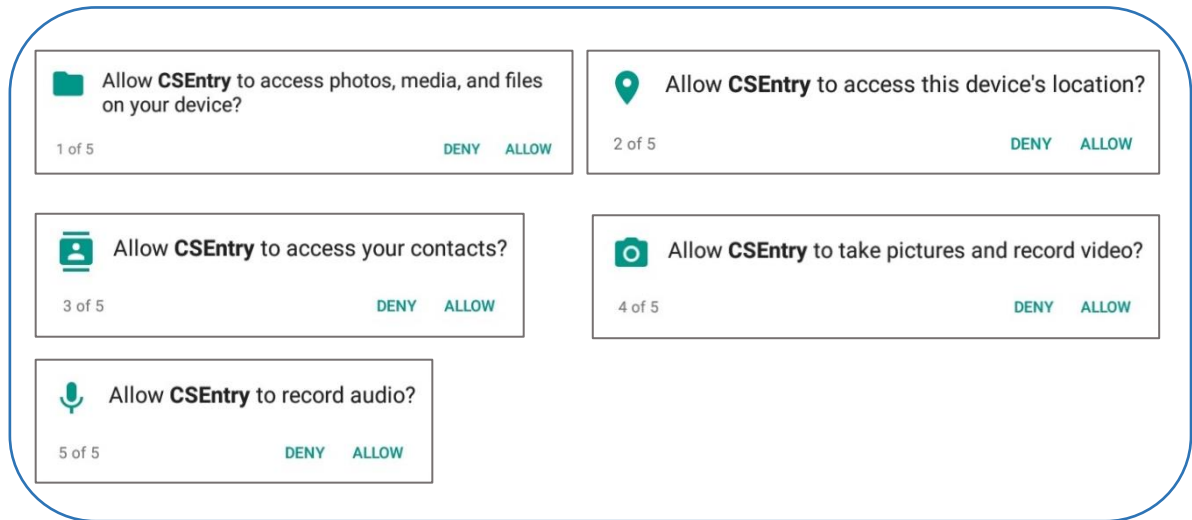 Allow CSEntry to access photos, media, and files
on your device?
1 of 5
DENY ALLOW
Allow CSEntry to access this device's location?
2 of 5
DENY ALLOW
Allow CSEntry to access your contacts?
3 of 5
DENY ALLOW
Allow CSEntry to take pictures and record video?
4 of 5
DENY ALLOW
Allow CSEntry to record audio?
5 of 5
DENY ALLOW